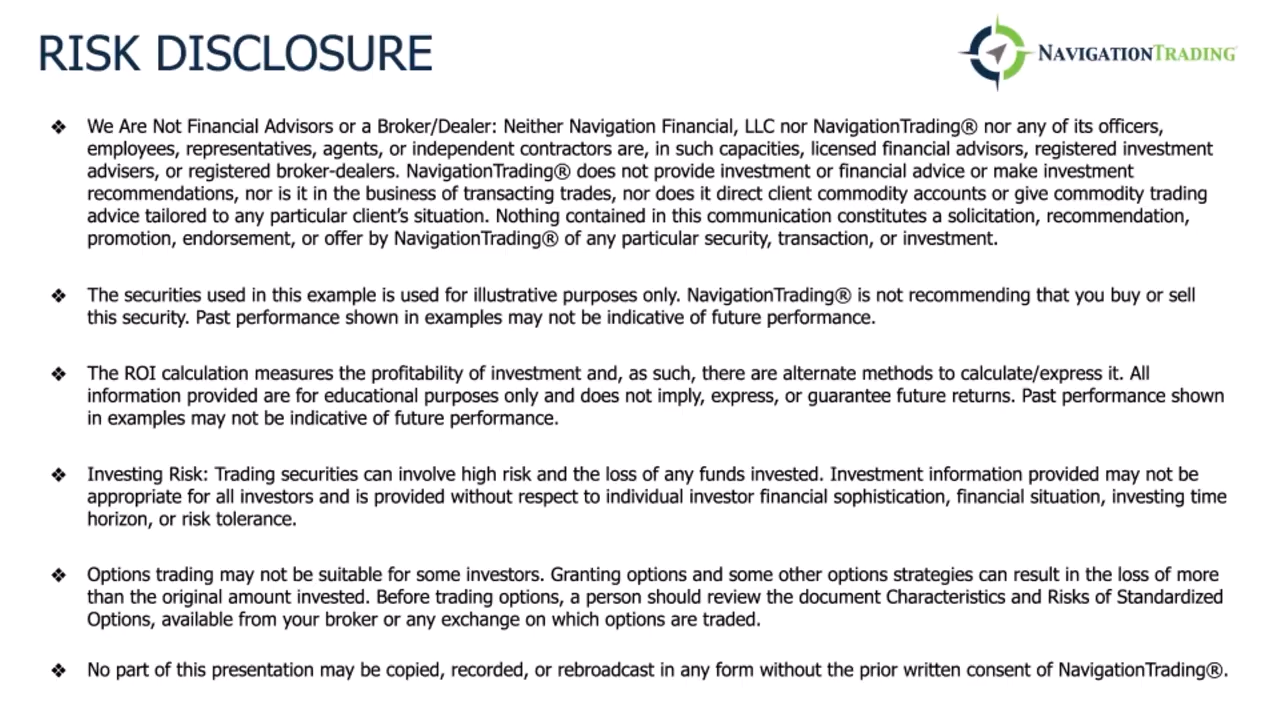 RISK DISCLOSURE
NAVIGATIONTRADING
❖ We Are Not Financial Advisors or a Broker/Dealer: Neither Navigation Financial, LLC nor NavigationTrading® nor any of its officers,
employees, representatives, agents, or independent contractors are, in such capacities, licensed financial advisors, registered investment
advisers, or registered broker-dealers. NavigationTrading® does not provide investment or financial advice or make investment
recommendations, nor is it in the business of transacting trades, nor does it direct client commodity accounts or give commodity trading
advice tailored to any particular client’s situation. Nothing contained in this communication constitutes a solicitation, recommendation,
promotion, endorsement, or offer by NavigationTrading® of any particular security, transaction, or investment.
❖ The securities used in this example is used for illustrative purposes only. NavigationTrading® is not recommending that you buy or sell
this security. Past performance shown in examples may not be indicative of future performance.
❖ The ROI calculation measures the profitability of investment and, as such, there are alternate methods to calculate/express it. All
information provided are for educational purposes only and does not imply, express, or guarantee future returns. Past performance shown
in examples may not be indicative of future performance.
❖ Investing Risk: Trading securities can involve high risk and the loss of any funds invested. Investment information provided may not be
appropriate for all investors and is provided without respect to individual investor financial sophistication, financial situation, investing time
horizon, or risk tolerance.
❖ Options trading may not be suitable for some investors. Granting options and some other options strategies can result in the loss of more
than the original amount invested. Before trading options, a person should review the document Characteristics and Risks of Standardized
Options, available from your broker or any exchange on which options are traded.
❖ No part of this presentation may be copied, recorded, or rebroadcast in any form without the prior written consent of NavigationTrading®.